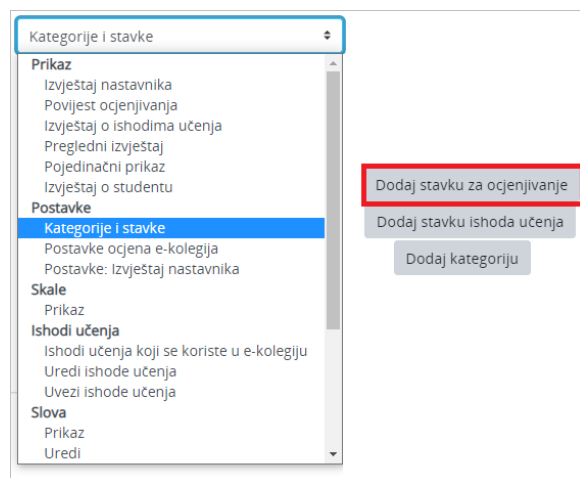 Kategorije i stavke
Prikaz
Izvještaj nastavnika
Povijest ocjenjivanja
Izvještaj o ishodima učenja
Pregledni izvještaj
Pojedinačni prikaz
Izvještaj o studentu
Postavke
Kategorije i stavke
Postavke ocjena e-kolegija
Postavke: Izvještaj nastavnika
Skale
Prikaz
Ishodi učenja
Ishodi učenja koji se koriste u e-kolegiju
Uredi ishode učenja
Uvezi ishode učenja
Slova
Prikaz
Uredi
Dodaj stavku za ocjenjivanje
Dodaj stavku ishoda učenja
Dodaj kategoriju